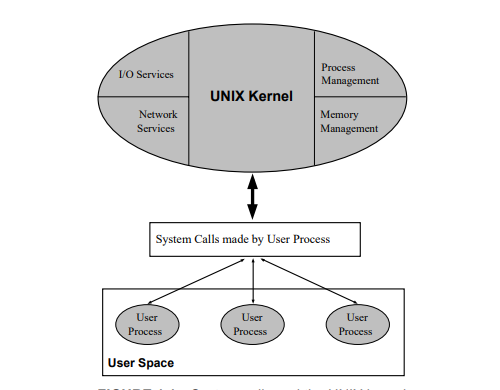 I/O Services
Network
Services
UNIX Kernel
Process
Management
Memory
Management
System Calls made by User Process
User
Process
User
Process
User
Process
User Space